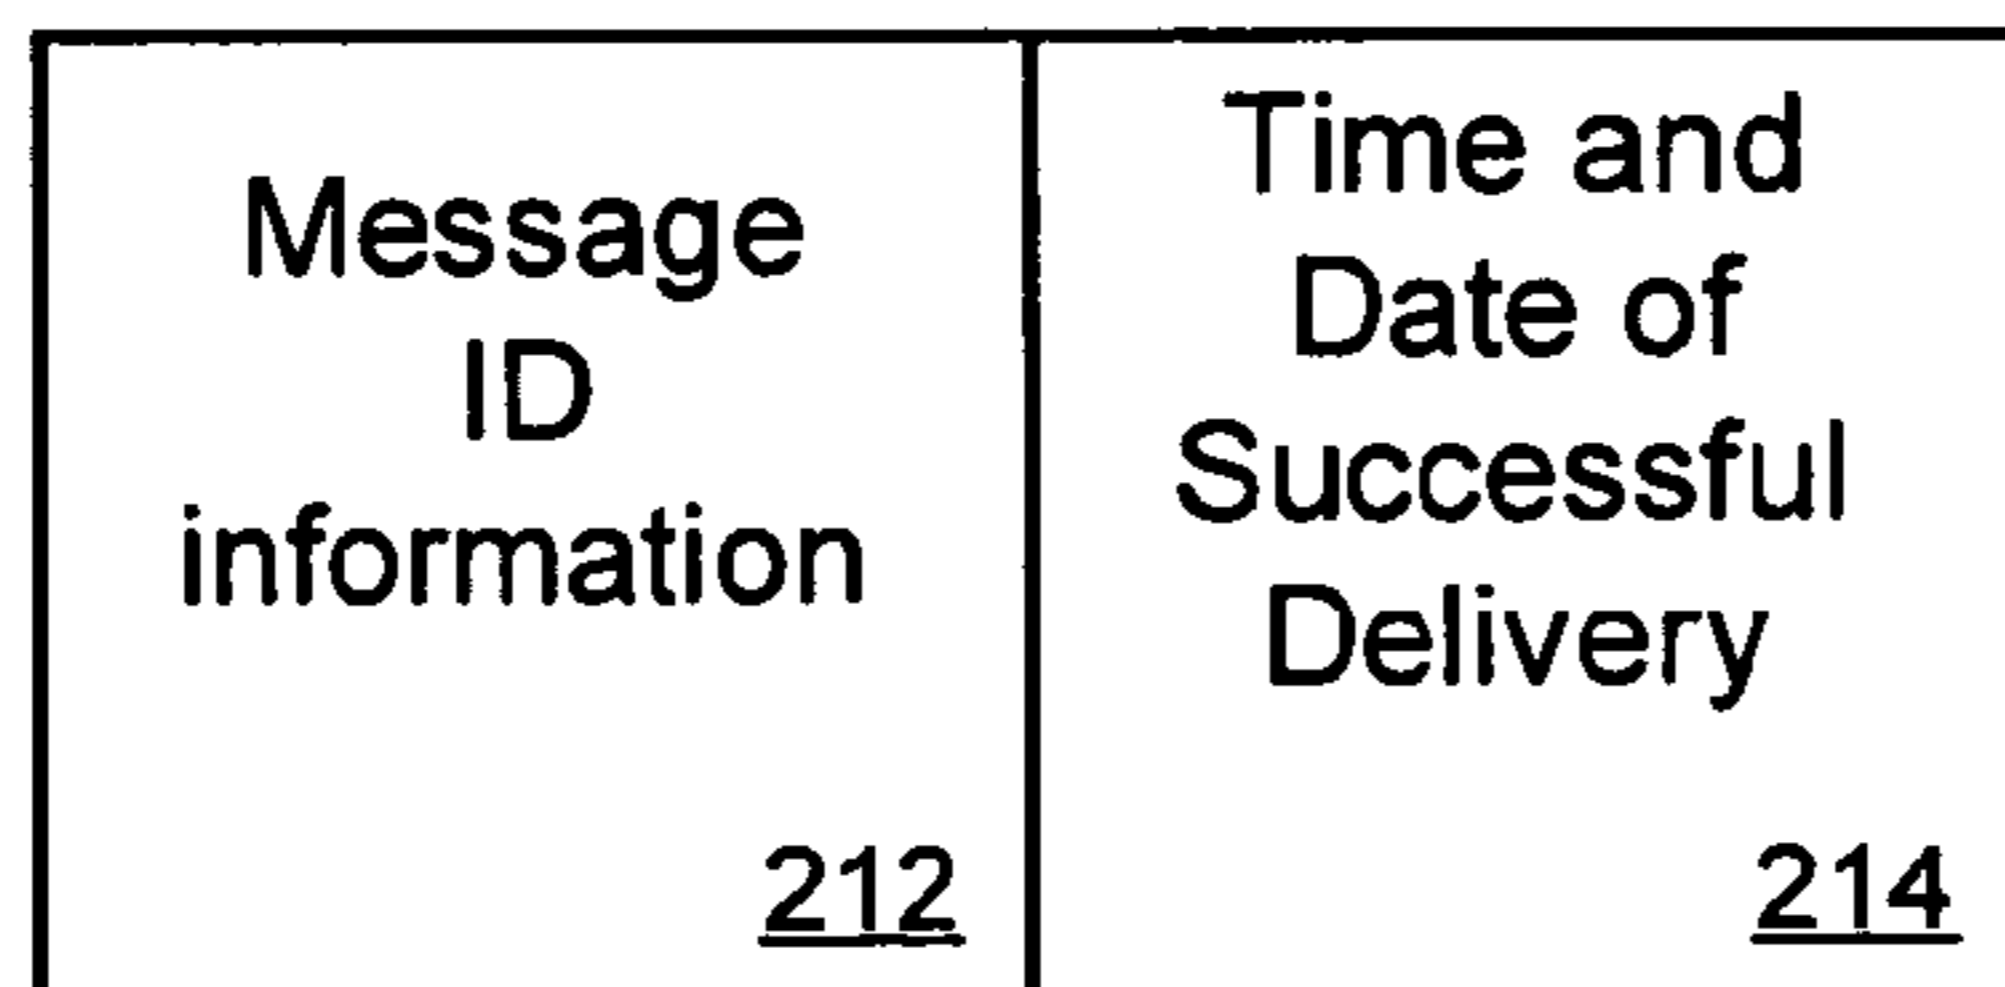 Message
ID
information
212
Time and
Date of
Successful
Delivery
214